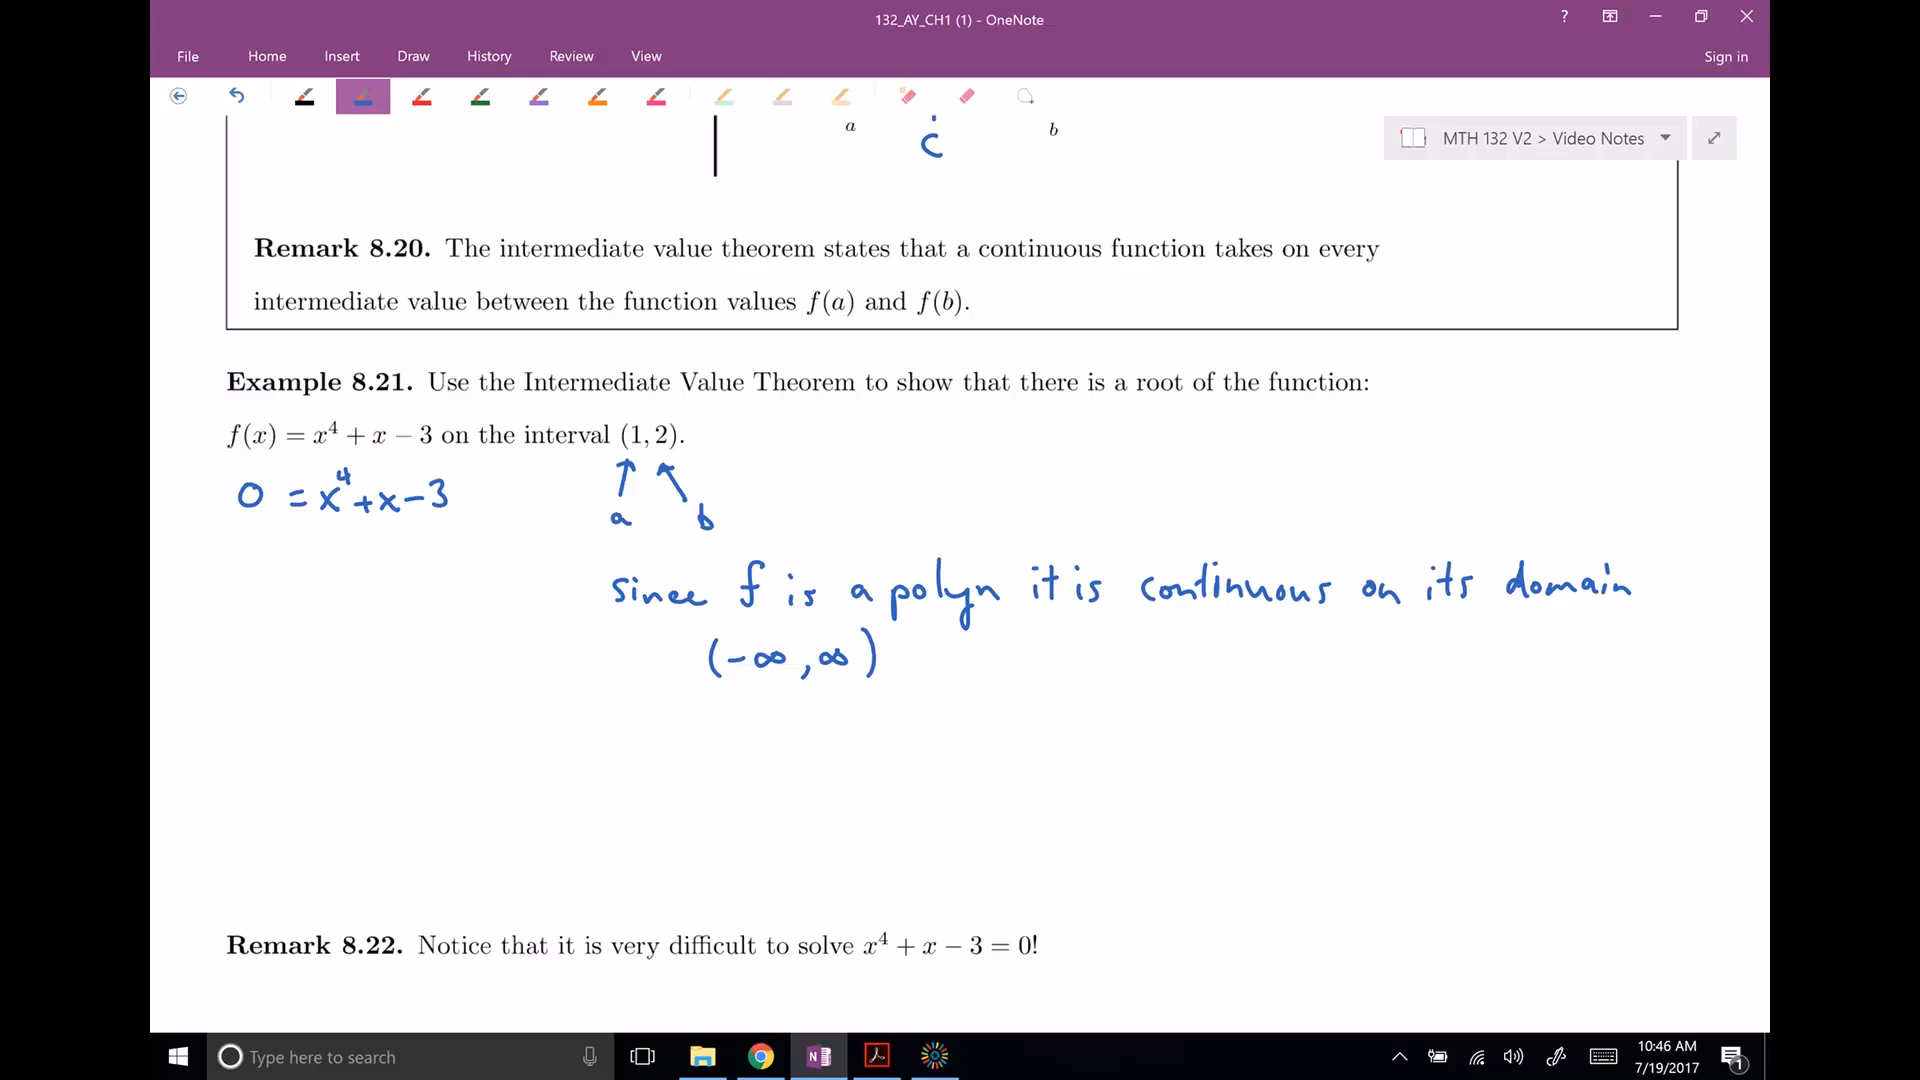 132_AY_CH1 (1) - OneNote
File Home Insert Draw History Review View Sign in
MTH 132 V2 > Video Notes
a b
c
Remark 8.20. The intermediate value theorem states that a continuous function takes on every
intermediate value between the function values f(a) and f(b).
Example 8.21. Use the Intermediate Value Theorem to show that there is a root of the function:
f(x) = x⁴ + x − 3 on the interval (1, 2).
0 = x⁴ + x − 3
a b
since f is a polyn it is continuous on its domain
(-∞, ∞)
Remark 8.22. Notice that it is very difficult to solve x⁴ + x − 3 = 0!
Type here to search
10:46 AM
7/19/2017
1